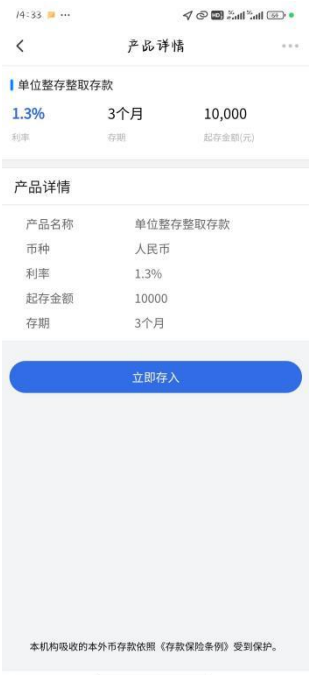 14:33
产品详情
单位整存整取存款
1.3% 3个月 10,000
利率 存期 起存金额(元)
产品详情
产品名称 单位整存整取存款
币种 人民币
利率 1.3%
起存金额 10000
存期 3个月
立即存入
本机构吸收的本外币存款依照《存款保险条例》受到保护。